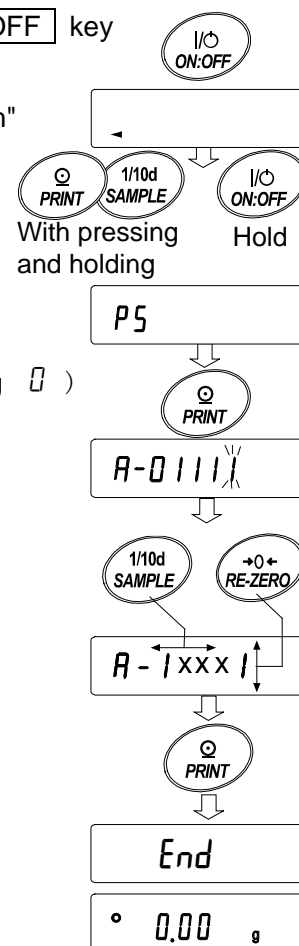 OFF key
I/
ON:OFF
n"
PRINT
1/10d
SAMPLE
I/
ON:OFF
With pressing
and holding
Hold
PS
0 )
PRINT
A-01111
1/10d
SAMPLE
→0←
RE-ZERO
A-1xxx1
PRINT
End
0.00 g